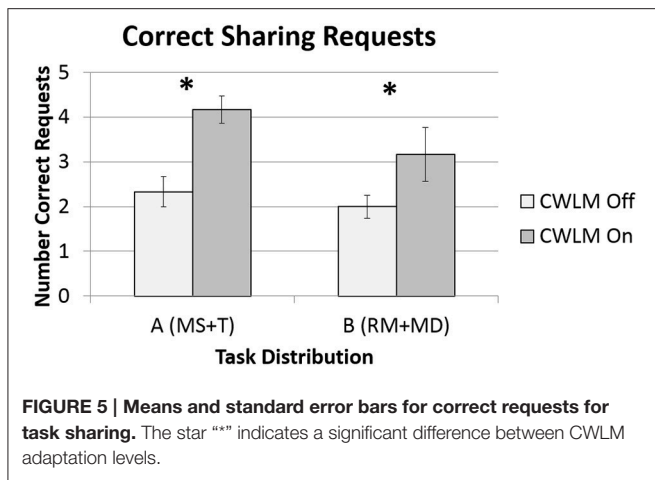 Correct Sharing Requests
Number Correct Requests
5
4
3
2
1
0
*
*
CWLM Off
CWLM On
A (MS+T)
B (RM+MD)
Task Distribution
FIGURE 5 | Means and standard error bars for correct requests for
task sharing. The star “*” indicates a significant difference between CWLM
adaptation levels.